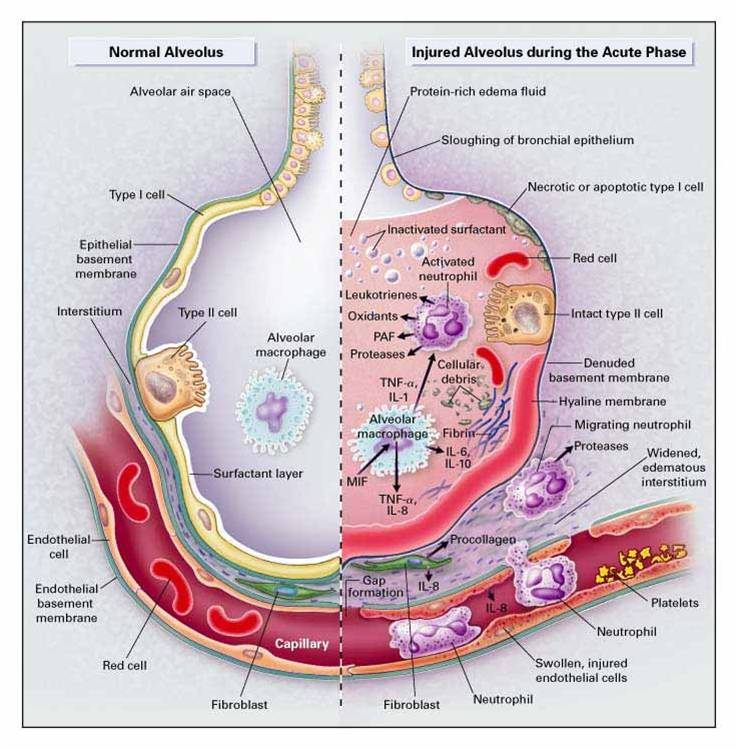 Normal Alveolus
Injured Alveolus during the Acute Phase
Alveolar air space
Type I cell
Epithelial
basement
membrane
Interstitium
Type II cell
Alveolar
macrophage
Surfactant layer
Endothelial
cell
Endothelial
basement
membrane
Red cell
Capillary
Fibroblast
Protein-rich edema fluid
Sloughing of bronchial epithelium
Necrotic or apoptotic type I cell
Inactivated surfactant
Activated
neutrophil
Red cell
Leukotrienes
Oxidants
PAF
Proteases
Intact type II cell
Cellular
debris
TNF-α,
IL-1
Denuded
basement membrane
Hyaline membrane
Alveolar
macrophage
Fibrin
IL-6,
IL-10
MIF
TNF-α,
IL-8
Migrating neutrophil
Proteases
Widened,
edematous
interstitium
Procollagen
Gap
formation
IL-8
IL-8
Platelets
Neutrophil
Swollen, injured
endothelial cells
Neutrophil
Fibroblast